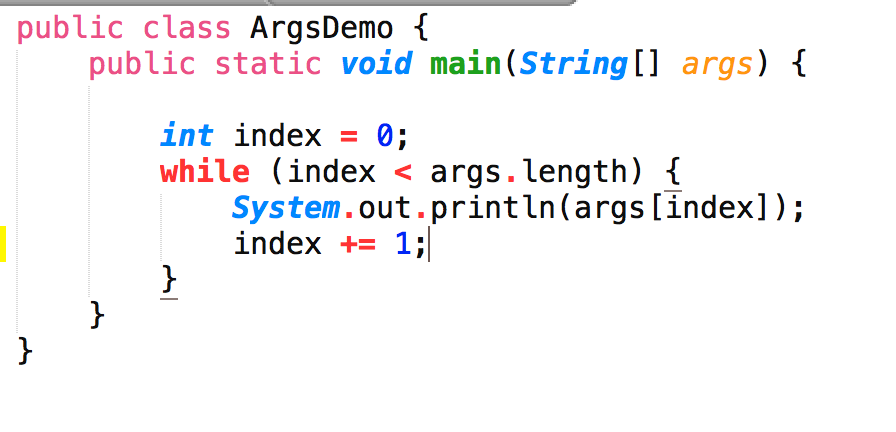 public class ArgsDemo {
    public static void main(String[] args) {
        int index = 0;
        while (index < args.length) {
            System.out.println(args[index]);
            index += 1;
        }
    }
}